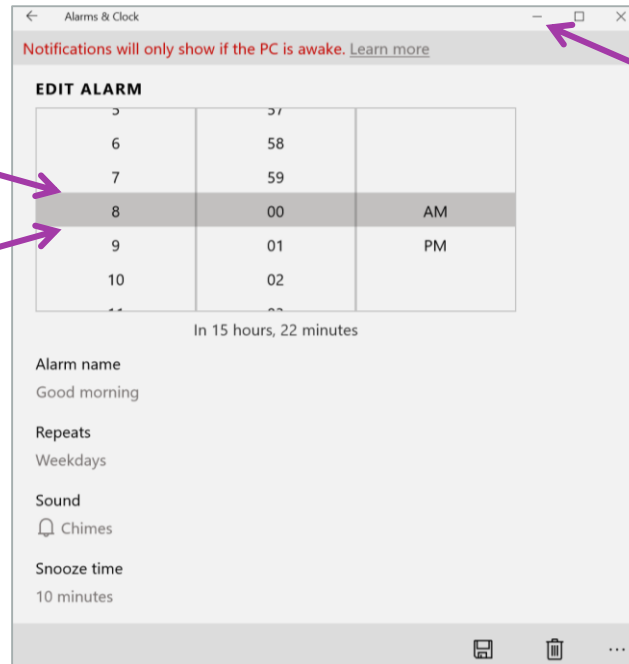 Alarms & Clock
Notifications will only show if the PC is awake. Learn more
EDIT ALARM
6 58
7 59
8 00 AM
9 01 PM
10 02
In 15 hours, 22 minutes
Alarm name
Good morning
Repeats
Weekdays
Sound
Chimes
Snooze time
10 minutes
...